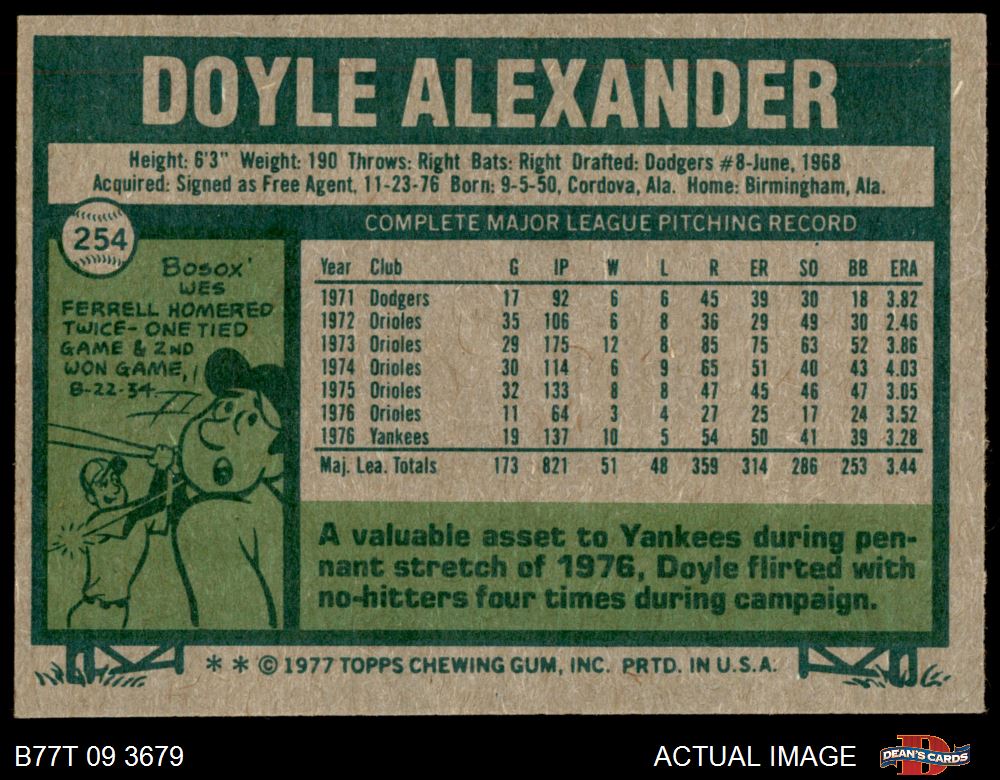 DOYLE ALEXANDER
Height: 6'3" Weight: 190 Throws: Right Bats: Right Drafted: Dodgers #8-June, 1968
Acquired: Signed as Free Agent, 11-23-76 Born: 9-5-50, Cordova, Ala. Home: Birmingham, Ala.
254
BOSOX'
WES
FERRELL HOMERED
TWICE- ONE TIED
GAME & 2ND
WON GAME,
8-22-34
COMPLETE MAJOR LEAGUE PITCHING RECORD
Year Club G IP W L R ER SO BB ERA
1971 Dodgers 17 92 6 6 45 39 30 18 3.82
1972 Orioles 35 106 6 8 36 29 49 30 2.46
1973 Orioles 29 175 12 8 85 75 63 52 3.86
1974 Orioles 30 114 6 9 65 51 40 43 4.03
1975 Orioles 32 133 8 8 47 45 46 47 3.05
1976 Orioles 11 64 3 4 27 25 17 24 3.52
1976 Yankees 19 137 10 5 54 50 41 39 3.28
Maj. Lea. Totals 173 821 51 48 359 314 286 253 3.44
A valuable asset to Yankees during pen-
nant stretch of 1976, Doyle flirted with
no-hitters four times during campaign.
* * © 1977 TOPPS CHEWING GUM, INC. PRTD. IN U.S.A.
B77T 09 3679
ACTUAL IMAGE
DEAN'S CARDS